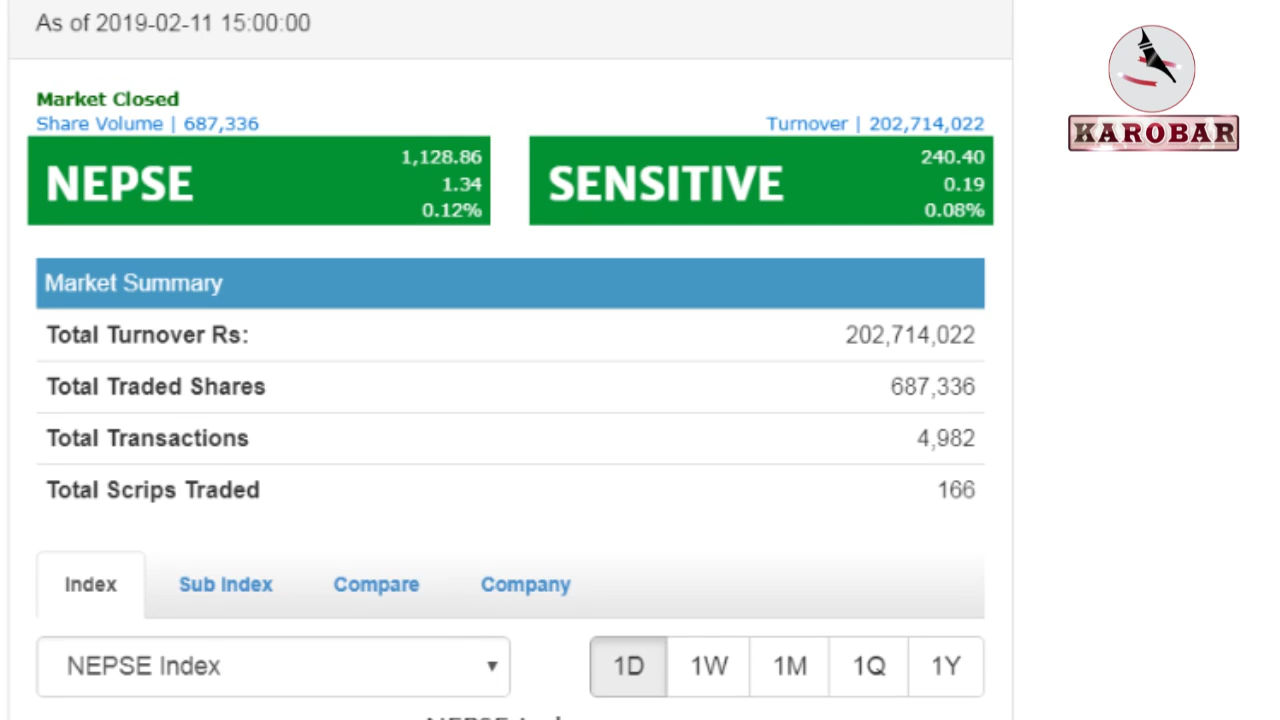 As of 2019-02-11 15:00:00
KAROBAR
Market Closed
Share Volume | 687,336
Turnover | 202,714,022
NEPSE
1,128.86
1.34
0.12%
SENSITIVE
240.40
0.19
0.08%
Market Summary
Total Turnover Rs: 202,714,022
Total Traded Shares 687,336
Total Transactions 4,982
Total Scrips Traded 166
Index Sub Index Compare Company
NEPSE Index ▾ 1D 1W 1M 1Q 1Y